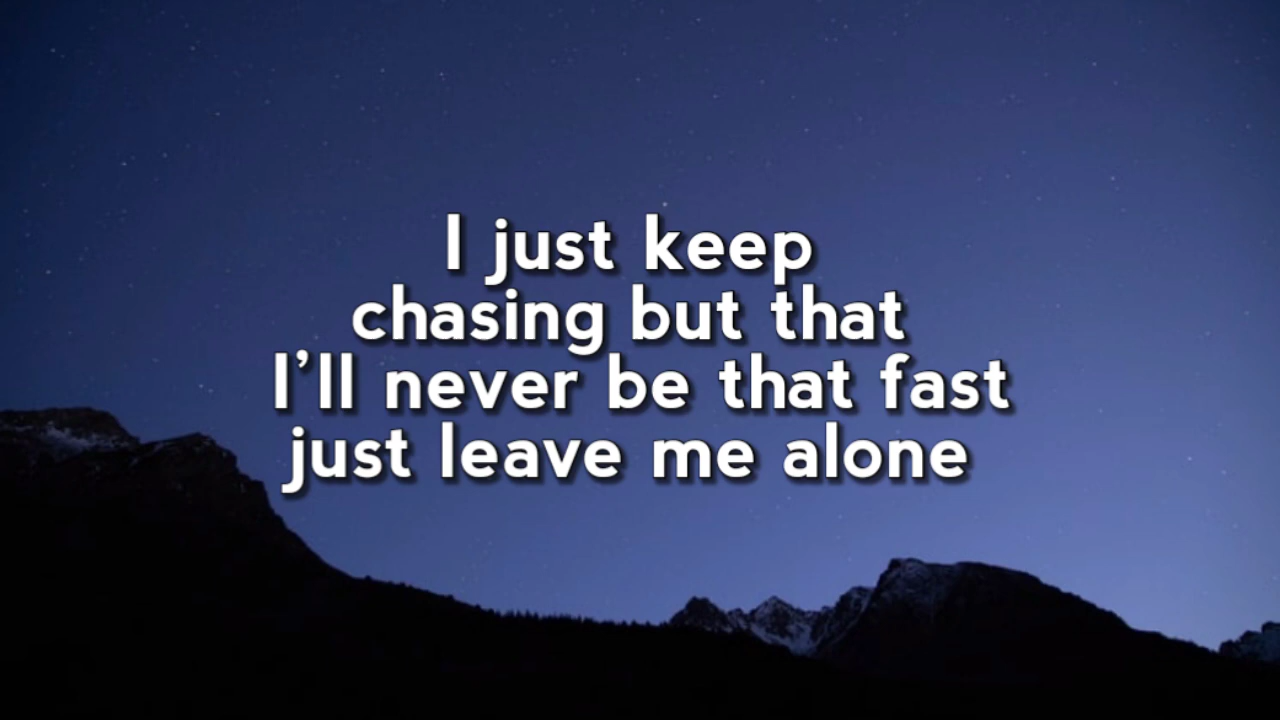 I just keep
chasing but that
I’ll never be that fast
just leave me alone